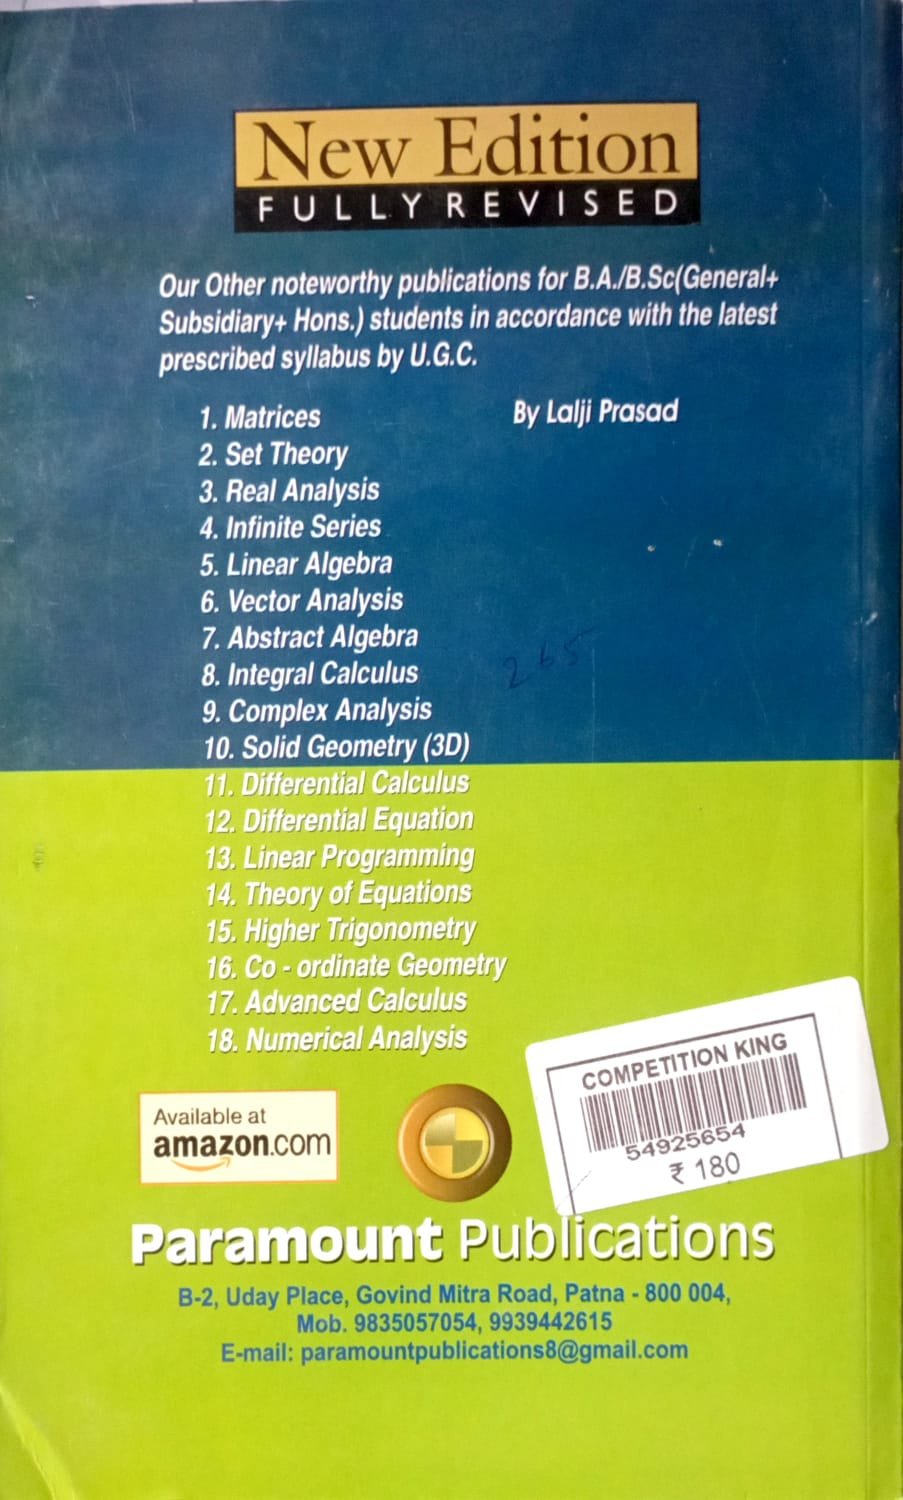 New Edition
FULLY REVISED
Our Other noteworthy publications for B.A./B.Sc(General+
Subsidiary+ Hons.) students in accordance with the latest
prescribed syllabus by U.G.C.
1. Matrices By Lalji Prasad
2. Set Theory
3. Real Analysis
4. Infinite Series
5. Linear Algebra
6. Vector Analysis
7. Abstract Algebra
8. Integral Calculus
265
9. Complex Analysis
10. Solid Geometry (3D)
11. Differential Calculus
12. Differential Equation
13. Linear Programming
14. Theory of Equations
15. Higher Trigonometry
16. Co - ordinate Geometry
17. Advanced Calculus
18. Numerical Analysis
COMPETITION KING
54925654
₹ 180
Available at
amazon.com
Paramount Publications
B-2, Uday Place, Govind Mitra Road, Patna - 800 004,
Mob. 9835057054, 9939442615
E-mail: paramountpublications8@gmail.com